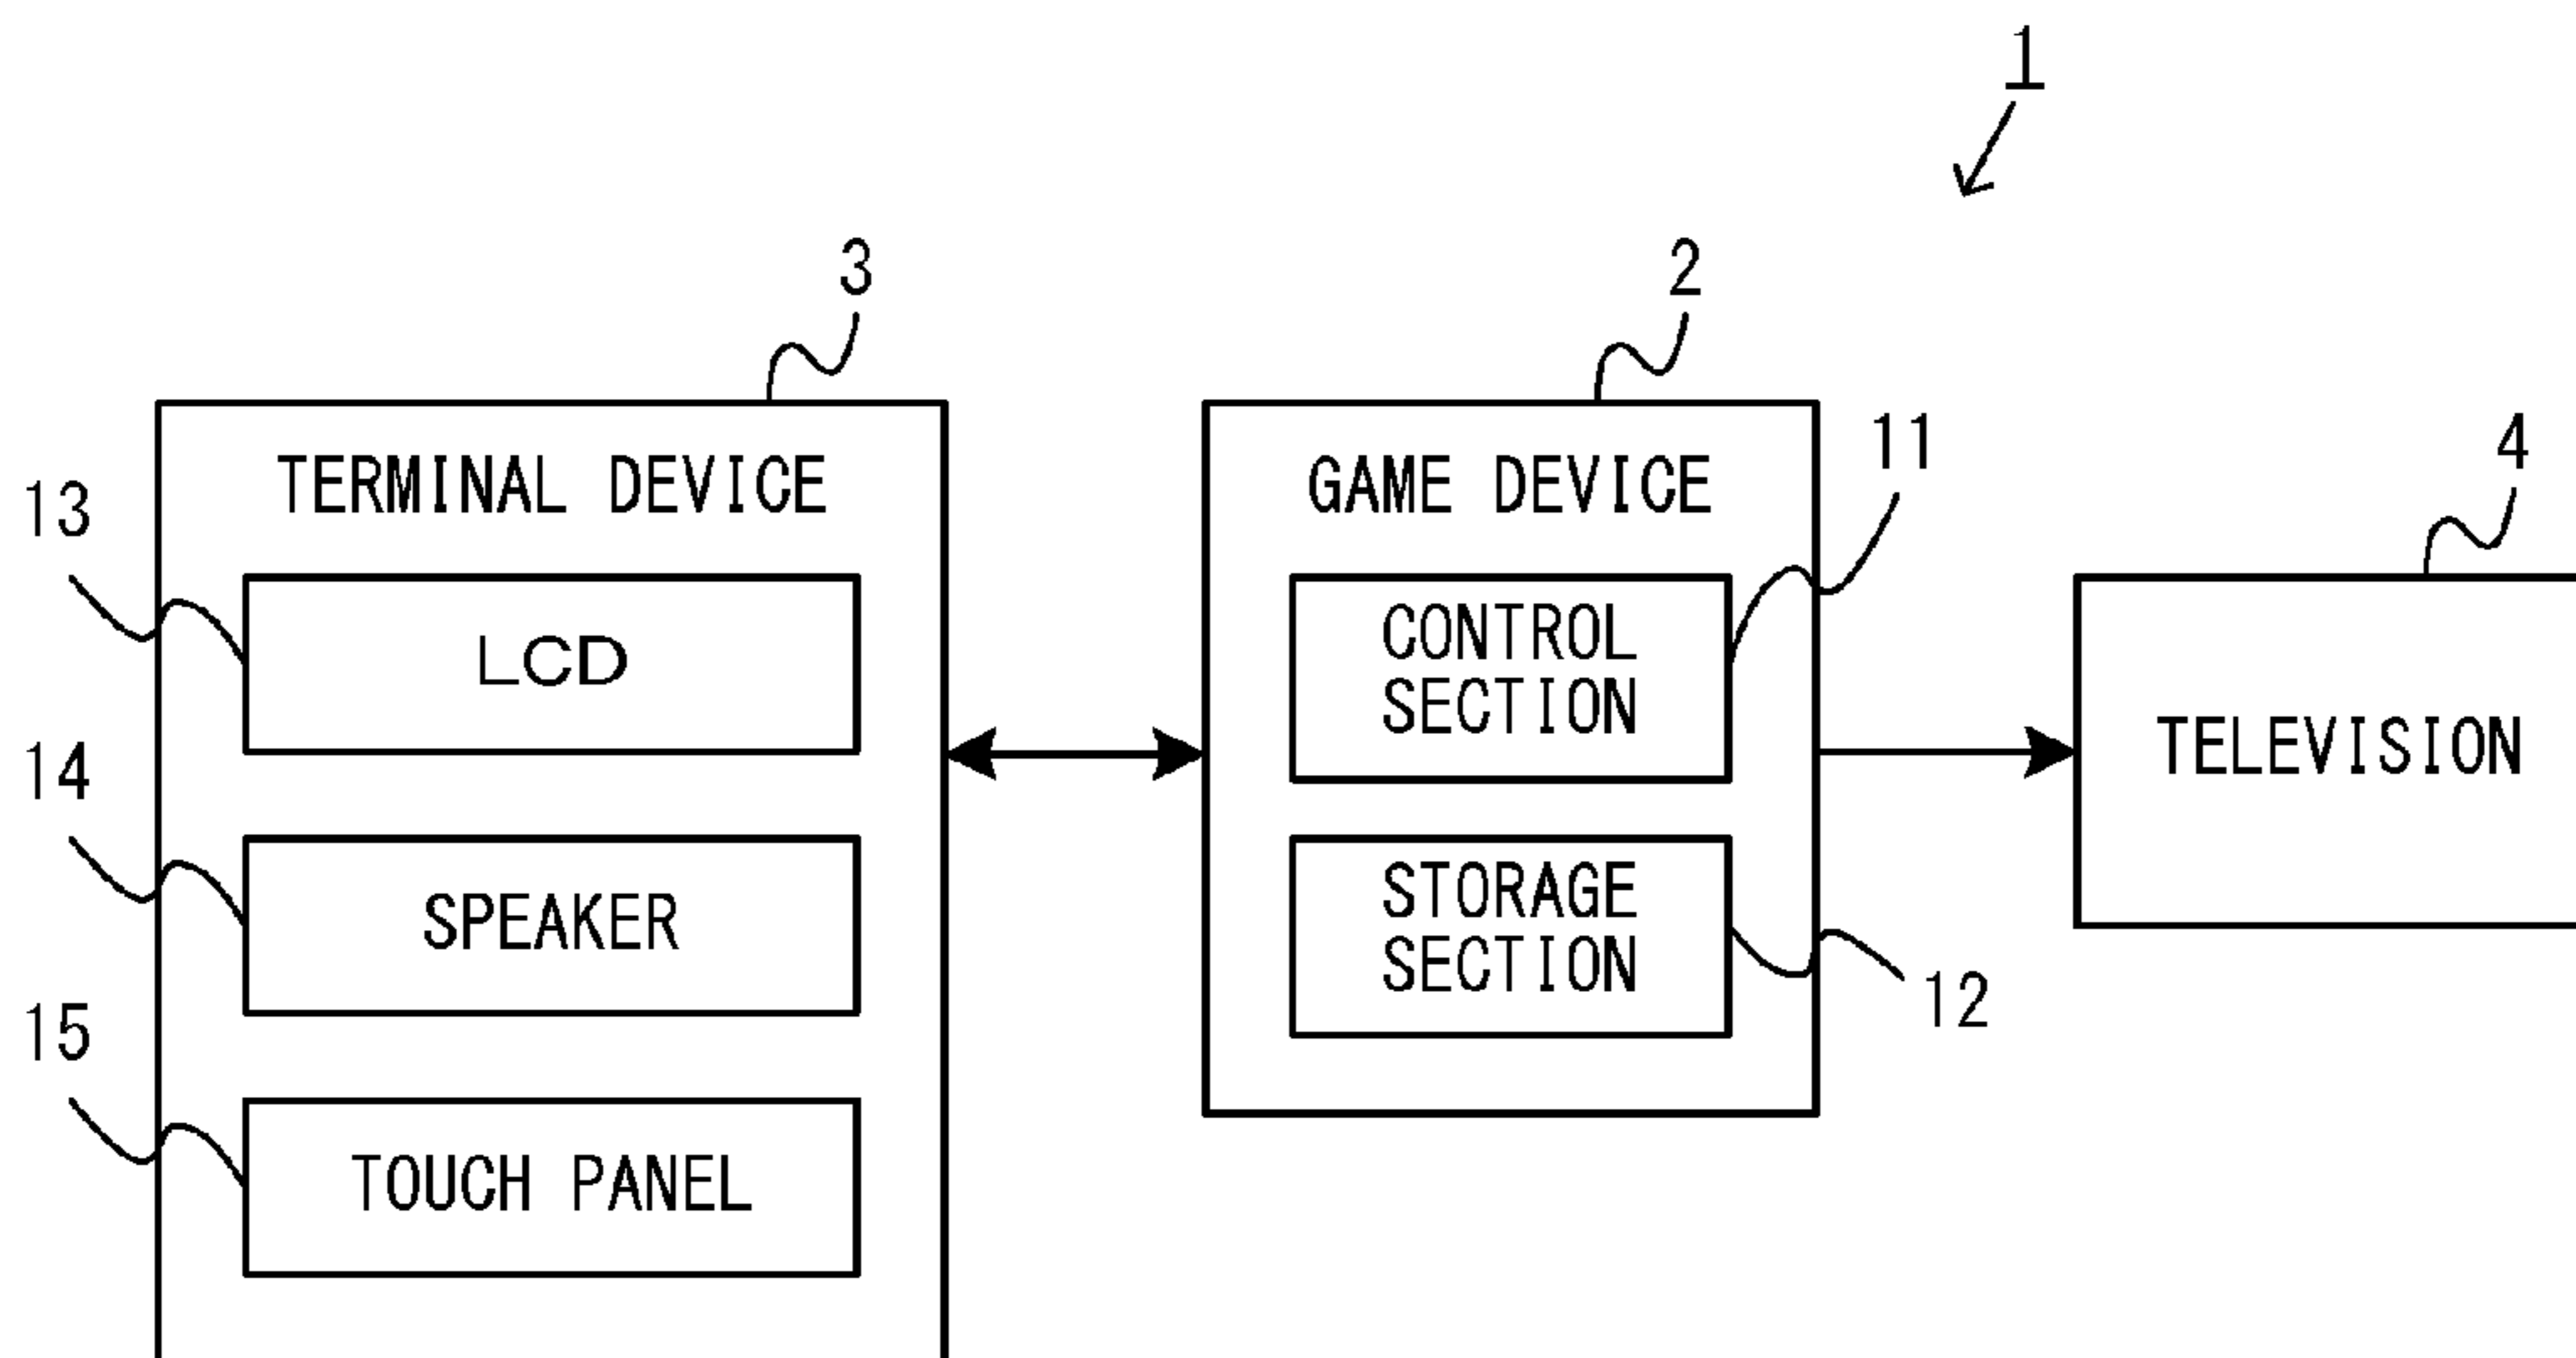 1
3
2
TERMINAL DEVICE
GAME DEVICE
11
4
13
LCD
CONTROL
SECTION
TELEVISION
14
SPEAKER
STORAGE
SECTION
12
15
TOUCH PANEL